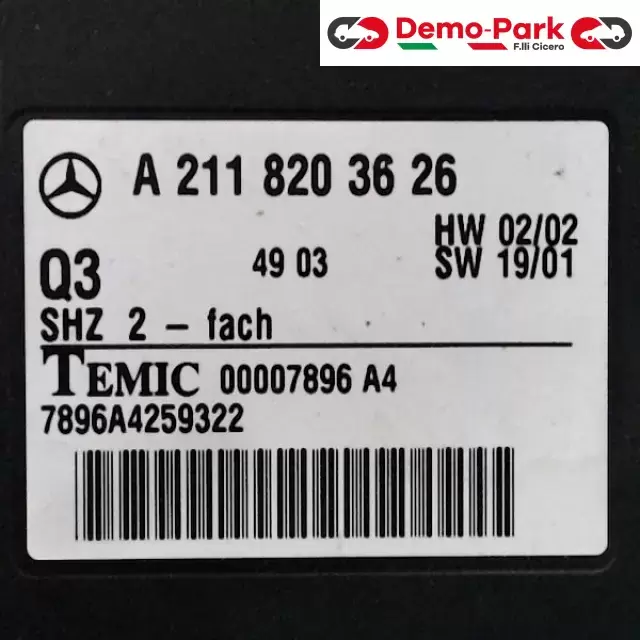 Demo-Park
F.lli Cicero
A 211 820 36 26
HW 02/02
Q3 49 03 SW 19/01
SHZ 2 - fach
TEMIC 00007896 A4
7896A4259322